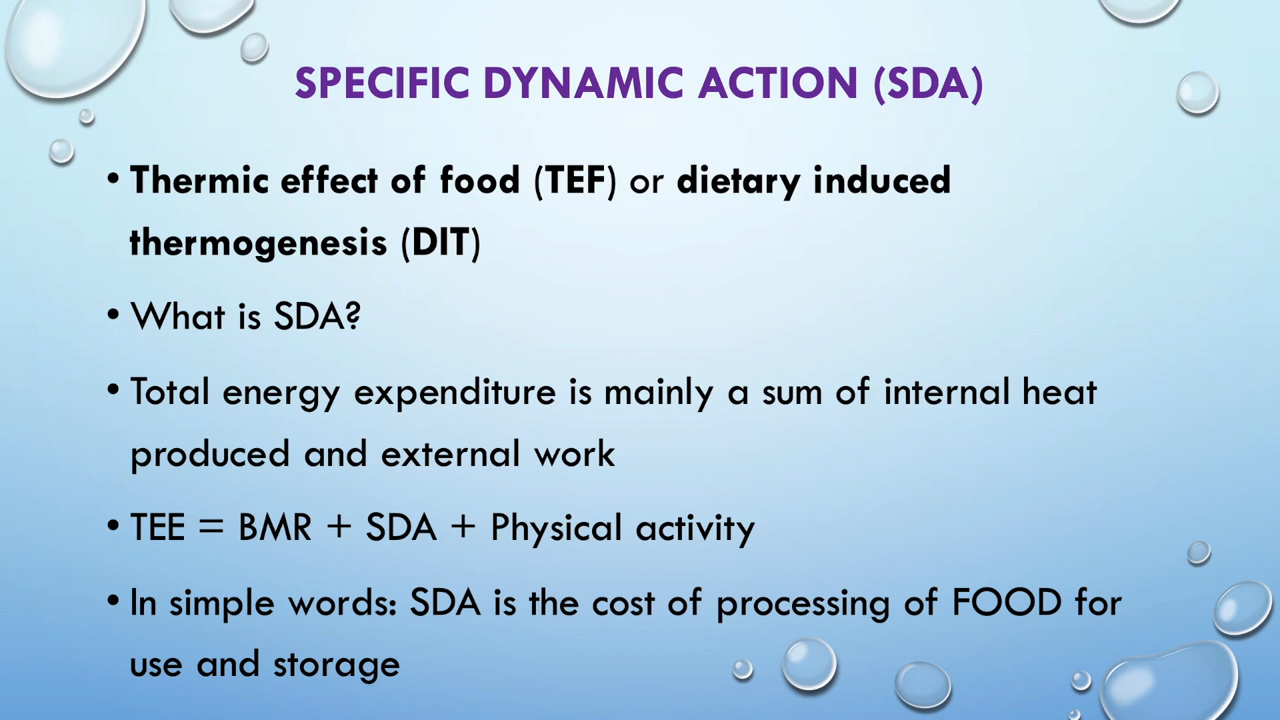 SPECIFIC DYNAMIC ACTION (SDA)
• Thermic effect of food (TEF) or dietary induced
thermogenesis (DIT)
• What is SDA?
• Total energy expenditure is mainly a sum of internal heat
produced and external work
• TEE = BMR + SDA + Physical activity
• In simple words: SDA is the cost of processing of FOOD for
use and storage